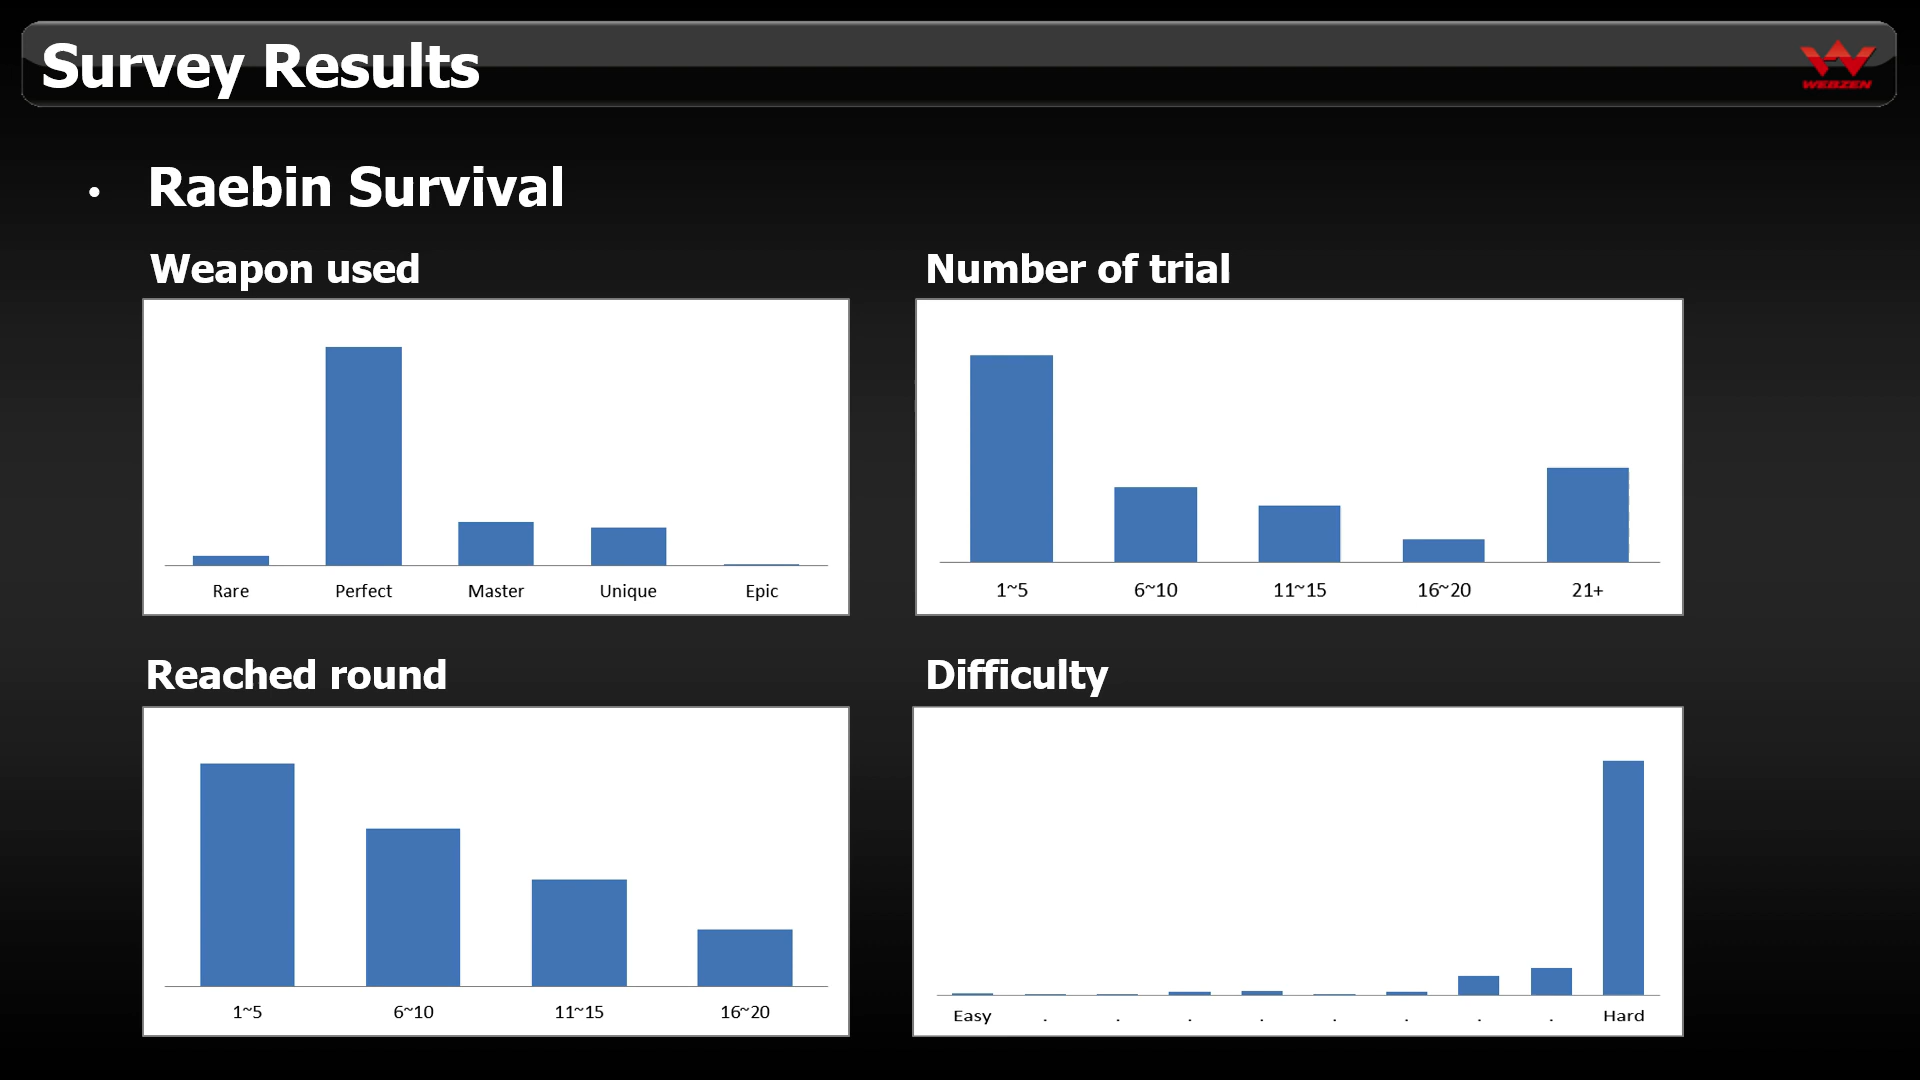 Survey Results
WEBZEN
• Raebin Survival
Weapon used
Rare Perfect Master Unique Epic
Number of trial
1~5 6~10 11~15 16~20 21+
Reached round
1~5 6~10 11~15 16~20
Difficulty
Easy . . . . . . . . Hard